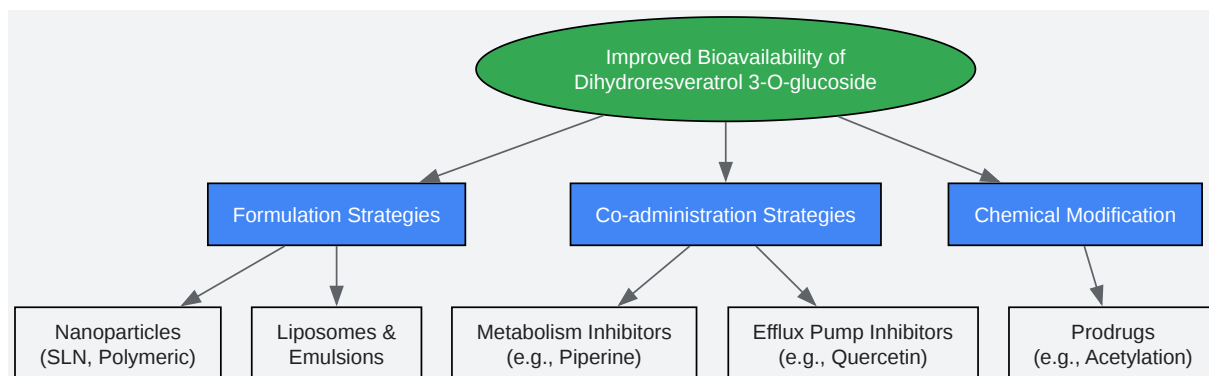 Improved Bioavailability of
Dihydroresveratrol 3-O-glucoside
Formulation Strategies
Co-administration Strategies
Chemical Modification
Nanoparticles
(SLN, Polymeric)
Liposomes &
Emulsions
Metabolism Inhibitors
(e.g., Piperine)
Efflux Pump Inhibitors
(e.g., Quercetin)
Prodrugs
(e.g., Acetylation)